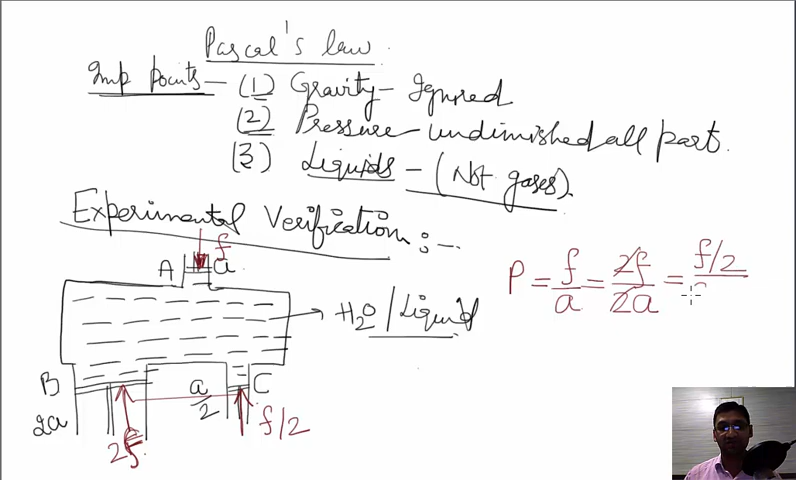 Pascal's law
Imp points - (1) Gravity - Ignored
(2) Pressure - undiminished all part.
(3) Liquids - (Not gases).
Experimental Verification :-
f
A a
P = f/a = 2f/2a = f/2
H2O / Liquid
B a/2 C
2a
2f f/2